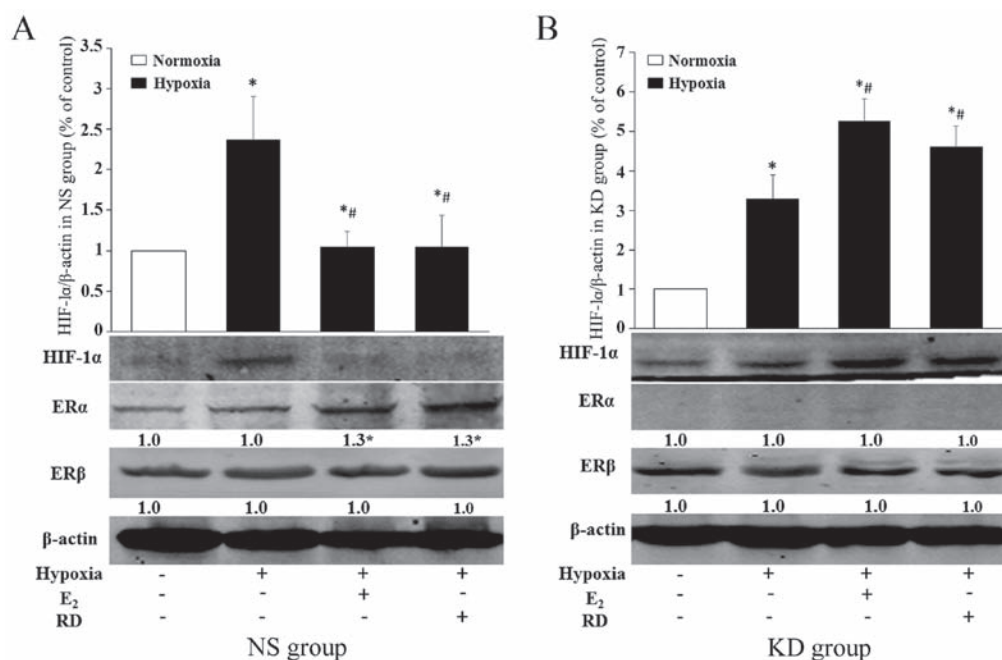 A
HIF-1α/β-actin in NS group (% of control)
3.5
3
2.5
2
1.5
1
0.5
0
Normoxia
Hypoxia
*
*#
*#
HIF-1α
ERα
1.0 1.0 1.3* 1.3*
ERβ
1.0 1.0 1.0 1.0
β-actin
Hypoxia - + + +
E2 - - + -
RD - - - +
NS group
B
HIF-1α/β-actin in KD group (% of control)
7
6
5
4
3
2
1
0
Normoxia
Hypoxia
*
*#
*#
HIF-1α
ERα
1.0 1.0 1.0 1.0
ERβ
1.0 1.0 1.0 1.0
β-actin
Hypoxia - + + +
E2 - - + -
RD - - - +
KD group